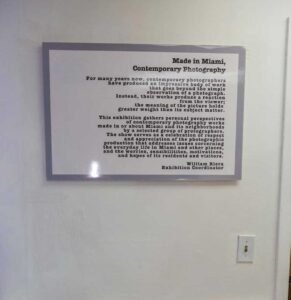 Made in Miami,
Contemporary Photography
For many years now, contemporary photographers
have produced an impressive body of work
that goes beyond the simple
observation of a photograph.
Instead, their works produce a reaction
from the viewer;
the meaning of the picture holds
greater weight than its subject matter.
This exhibition gathers personal perspectives
of contemporary photography works
made in or about Miami and its neighborhoods
by a selected group of photographers.
The show serves as a celebration of respect
and appreciation of the photographic
production that addresses issues concerning
the everyday life in Miami and other places,
and the worries, sensibilities, motivations,
and hopes of its residents and visitors.
William Riera
Exhibition Coordinator